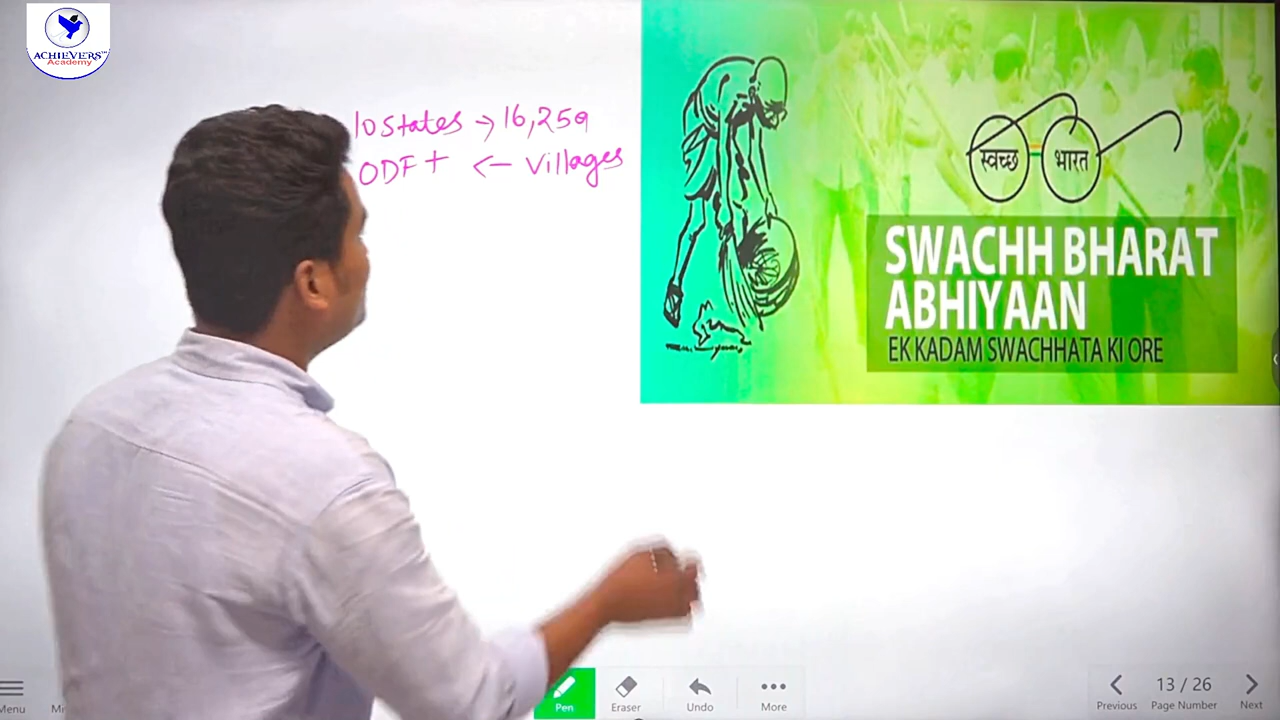 ACHIEVERS™
Academy
10 States → 16,259
ODF + ← Villages
स्वच्छ भारत
SWACHH BHARAT
ABHIYAAN
EK KADAM SWACHHATA KI ORE
Menu
Pen
Eraser
Undo
More
Previous
13 / 26
Page Number
Next